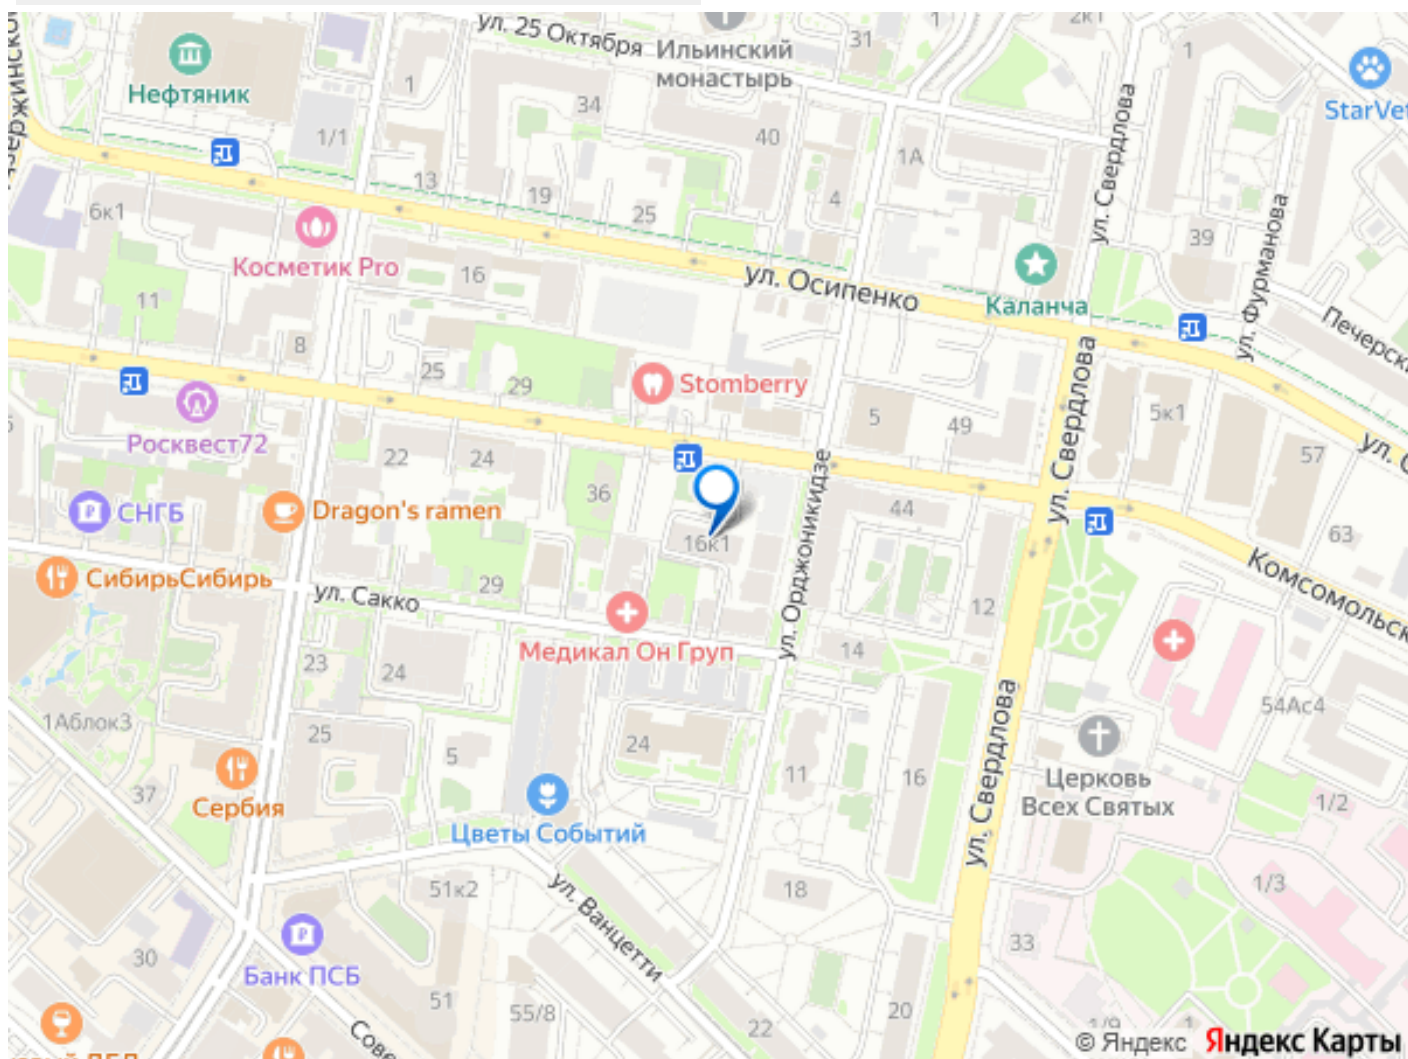 ул. 25 Октября
Ильинский
монастырь
31
1
2к1
1
StarVet
Нефтяник
1
34
1/1
40
1А
ул. Свердлова
13
19
25
4
39
ул. Фурманова
6к1
Косметик Pro
16
ул. Осипенко
Каланча
11
8
25
29
Stomberry
5
49
5к1
57
Росквест72
22
24
36
44
63
СНГБ
Dragon's ramen
16к1
ул. Орджоникидзе
ул. Свердлова
СибирьСибирь
ул. Сакко
29
12
Медикал Он Груп
14
23
24
24
1Аблок3
25
5
11
16
ул. Свердлова
54Ас4
Церковь
Всех Святых
37
Сербия
Цветы Событий
1/2
51к2
18
1/3
ул. Ванцетти
30
Банк ПСБ
33
51
55/8
22
20
1/9
1
© Яндекс Яндекс Карты